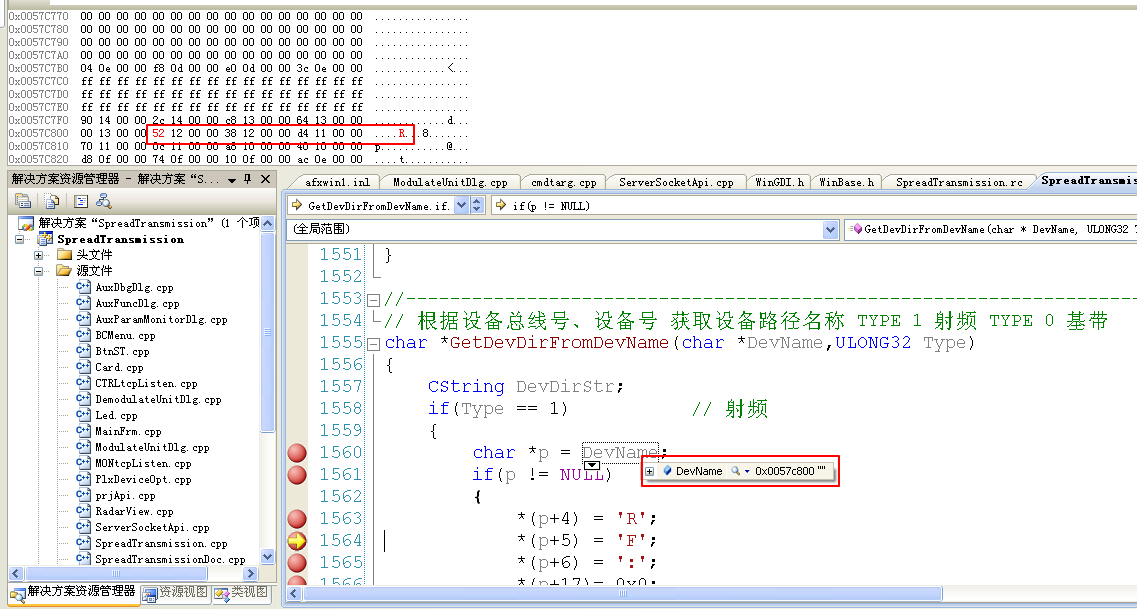 0x0057C770 00 00 00 00 00 00 00 00 00 00 00 00 00 00 00 00 ................
0x0057C780 00 00 00 00 00 00 00 00 00 00 00 00 00 00 00 00 ................
0x0057C790 00 00 00 00 00 00 00 00 00 00 00 00 00 00 00 00 ................
0x0057C7A0 00 00 00 00 00 00 00 00 00 00 00 00 00 00 00 00 ................
0x0057C7B0 04 0e 00 00 f8 0d 00 00 e0 0d 00 00 3c 0e 00 00 ............<...
0x0057C7C0 ff ff ff ff ff ff ff ff ff ff ff ff ff ff ff ff ................
0x0057C7D0 ff ff ff ff ff ff ff ff ff ff ff ff ff ff ff ff ................
0x0057C7E0 ff ff ff ff ff ff ff ff ff ff ff ff ff ff ff ff ................
0x0057C7F0 90 14 00 00 2c 14 00 00 c8 13 00 00 64 13 00 00 ............d...
0x0057C800 00 13 00 00 52 12 00 00 38 12 00 00 d4 11 00 00 ....R...8.......
0x0057C810 70 11 00 00 0c 11 00 00 a8 10 00 00 40 10 00 00 p...........@...
0x0057C820 d8 0f 00 00 74 0f 00 00 10 0f 00 00 ac 0e 00 00 ....t...........
解决方案资源管理器 - 解决方案 “S...
解决方案 “SpreadTransmission” (1 个项
SpreadTransmission
头文件
源文件
AuxDbgDlg.cpp
AuxFuncDlg.cpp
AuxParamMonitorDlg.cpp
BCMenu.cpp
BtnST.cpp
Card.cpp
CTRLtcpListen.cpp
DemodulateUnitDlg.cpp
Led.cpp
MainFrm.cpp
ModulateUnitDlg.cpp
MONtcpListen.cpp
PlxDeviceOpt.cpp
prjApi.cpp
RadarView.cpp
ServerSocketApi.cpp
SpreadTransmission.cpp
SpreadTransmissionDoc.cpp
解决方案资源管理器 资源视图 类视图
afxwin1.inl ModulateUnitDlg.cpp cmdtarg.cpp ServerSocketApi.cpp WinGDI.h WinBase.h SpreadTransmission.rc SpreadTransmis
GetDevDirFromDevName.if. if(p != NULL)
(全局范围) GetDevDirFromDevName(char * DevName, ULONG32
1551 }
1552
1553 //------------------------------------------------------------------
1554 // 根据设备总线号、设备号 获取设备路径名称 TYPE 1 射频 TYPE 0 基带
1555 char *GetDevDirFromDevName(char *DevName,ULONG32 Type)
1556 {
1557 CString DevDirStr;
1558 if(Type == 1) // 射频
1559 {
1560 char *p = DevName;
1561 if(p != NULL)
DevName 0x0057c800 ""
1562 {
1563 *(p+4) = 'R';
1564 *(p+5) = 'F';
1565 *(p+6) = ':';
1566 *(p+17)= 0x0;